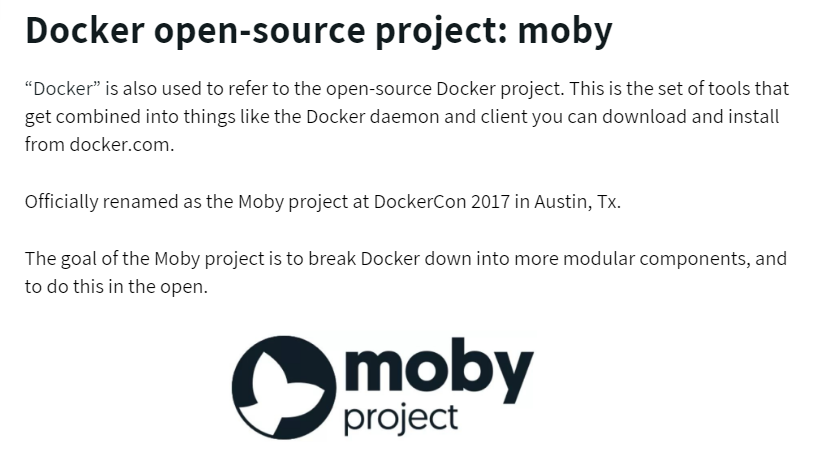 Docker open-source project: moby
“Docker” is also used to refer to the open-source Docker project. This is the set of tools that
get combined into things like the Docker daemon and client you can download and install
from docker.com.
Officially renamed as the Moby project at DockerCon 2017 in Austin, Tx.
The goal of the Moby project is to break Docker down into more modular components, and
to do this in the open.
moby
project